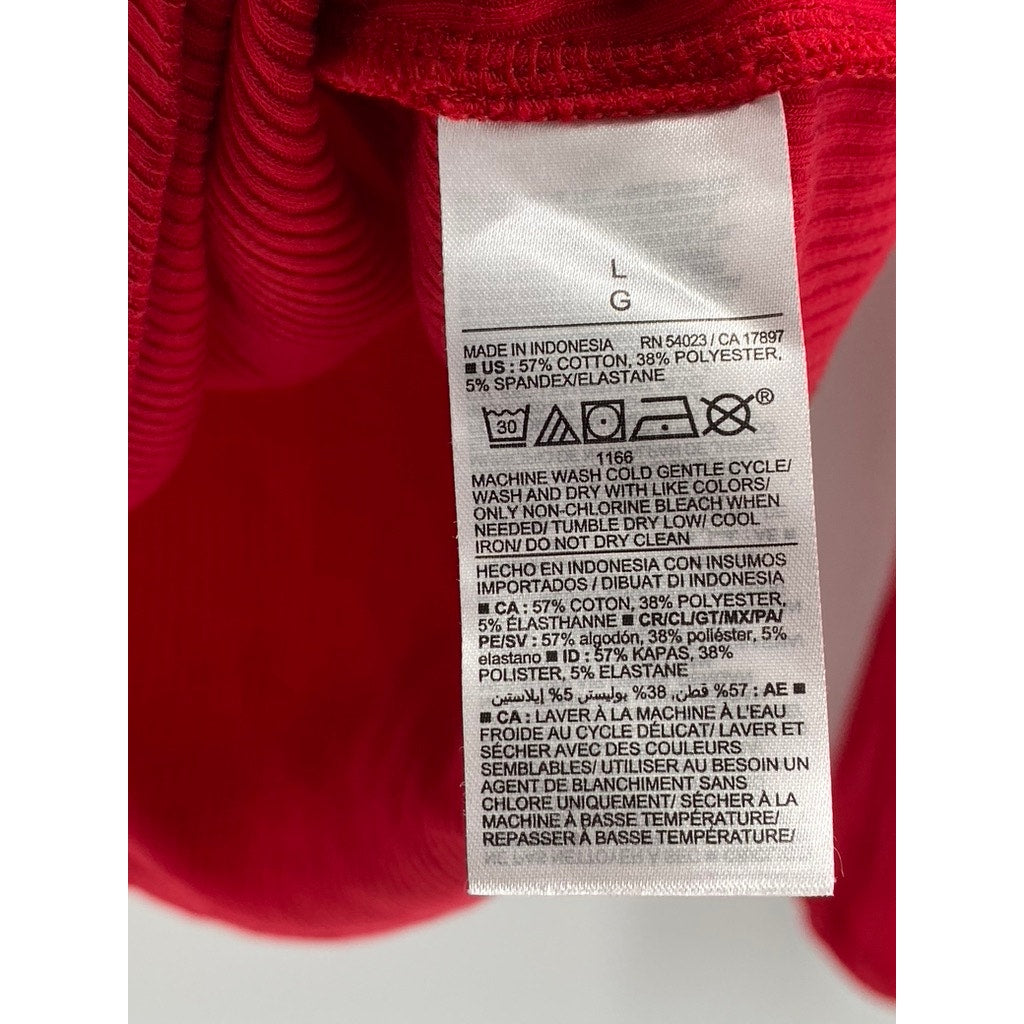 L
G
MADE IN INDONESIA RN 54023 / CA 17897
■ US : 57% COTTON, 38% POLYESTER,
5% SPANDEX/ELASTANE
30
®
1166
MACHINE WASH COLD GENTLE CYCLE/
WASH AND DRY WITH LIKE COLORS/
ONLY NON-CHLORINE BLEACH WHEN
NEEDED/ TUMBLE DRY LOW/ COOL
IRON/ DO NOT DRY CLEAN
HECHO EN INDONESIA CON INSUMOS
IMPORTADOS / DIBUAT DI INDONESIA
■ CA : 57% COTON, 38% POLYESTER,
5% ÉLASTHANNE ■ CR/CL/GT/MX/PA/
PE/SV : 57% algodón, 38% poliéster, 5%
elastano ■ ID : 57% KAPAS, 38%
POLISTER, 5% ELASTANE
■ AE : 57% قطن, 38% بوليستر 5% إيلاستين
■ CA : LAVER À LA MACHINE À L'EAU
FROIDE AU CYCLE DÉLICAT/ LAVER ET
SÉCHER AVEC DES COULEURS
SEMBLABLES/ UTILISER AU BESOIN UN
AGENT DE BLANCHIMENT SANS
CHLORE UNIQUEMENT/ SÉCHER À LA
MACHINE À BASSE TEMPÉRATURE/
REPASSER À BASSE TEMPÉRATURE/